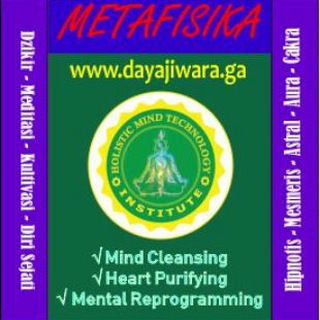 METAFISIKA
www.dayajiwara.ga
Dzikir - Meditasi - Kultivasi - Diri Sejati
HOLISTIC MIND TECHNOLOGY
INSTITUTE
√ Mind Cleansing
√ Heart Purifying
√ Mental Reprogramming
Hipnotis - Mesmeris - Astral - Aura - Cakra